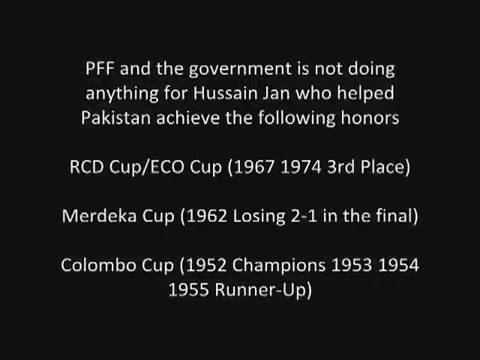 PFF and the government is not doing
anything for Hussain Jan who helped
Pakistan achieve the following honors
RCD Cup/ECO Cup (1967 1974 3rd Place)
Merdeka Cup (1962 Losing 2-1 in the final)
Colombo Cup (1952 Champions 1953 1954
1955 Runner-Up)